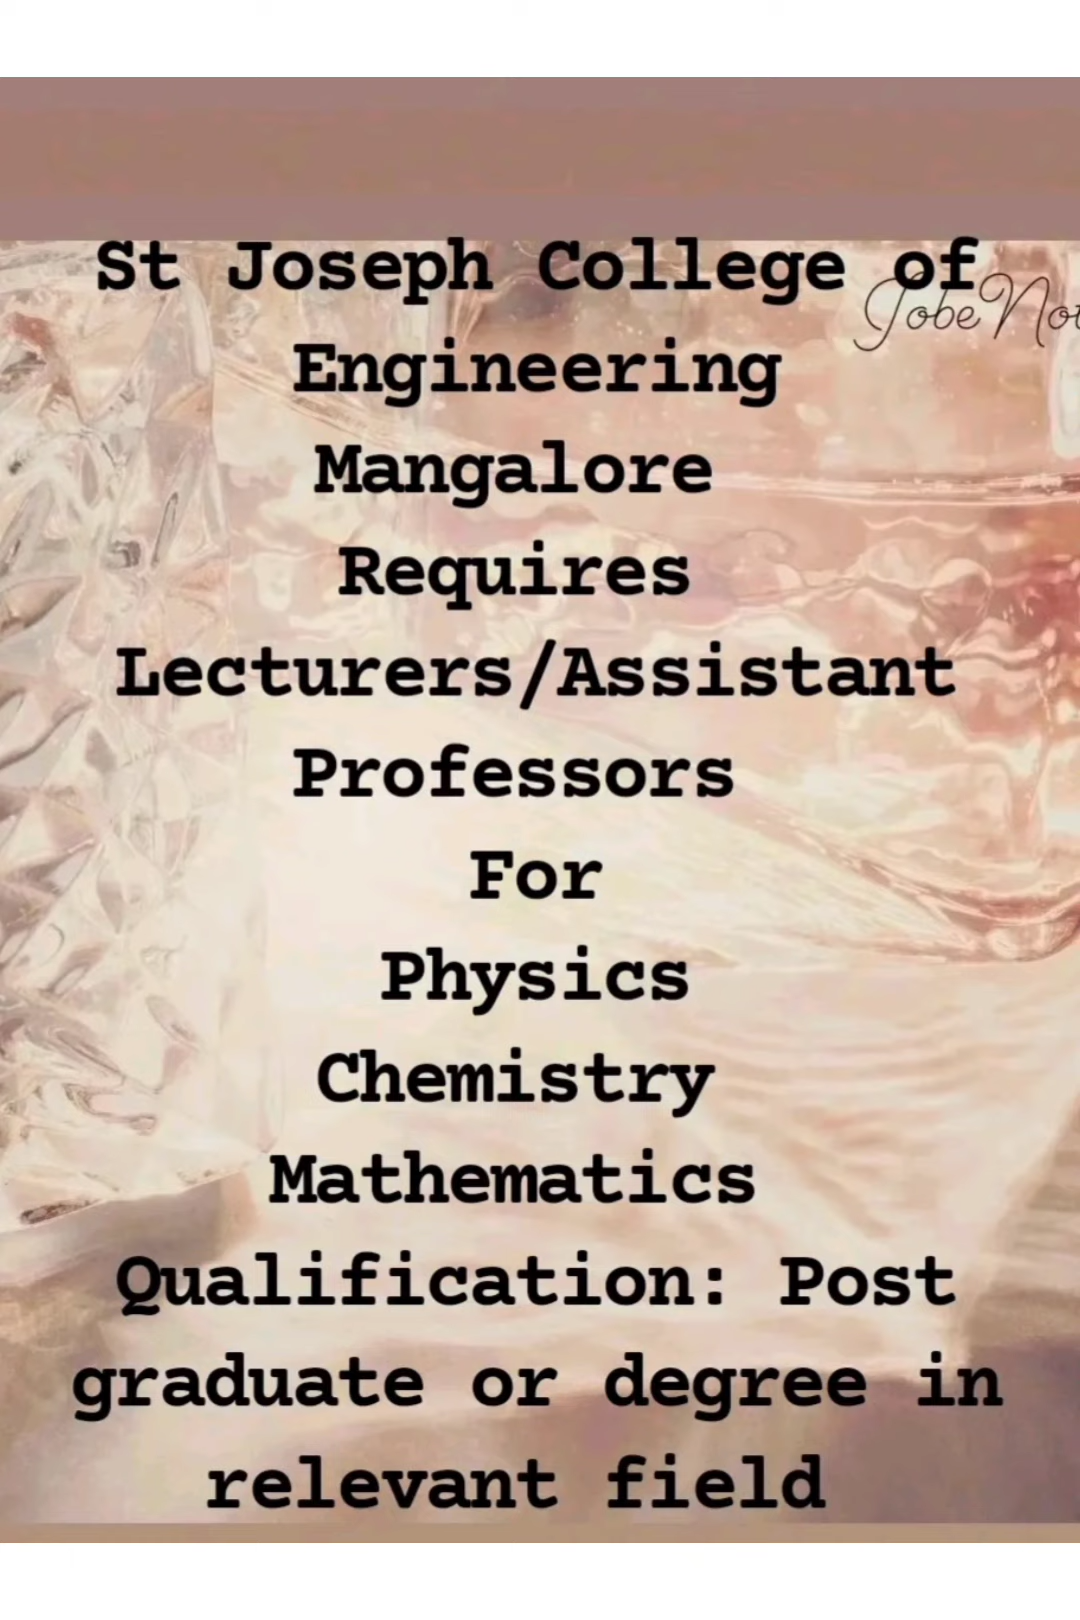 St Joseph College of
JobeNot
Engineering
Mangalore
Requires
Lecturers/Assistant
Professors
For
Physics
Chemistry
Mathematics
Qualification: Post
graduate or degree in
relevant field